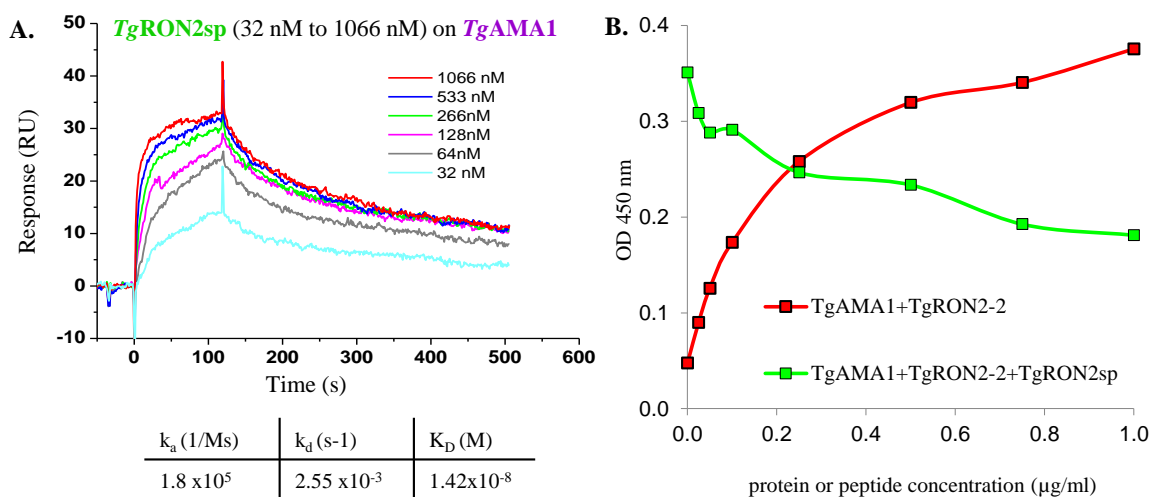 A.
TgRON2sp (32 nM to 1066 nM) on TgAMA1
50
40
30
20
10
0
-10
Response (RU)
1066 nM
533 nM
266nM
128nM
64nM
32 nM
0
100
200
300
400
500
600
Time (s)
ka (1/Ms) kd (s-1) KD (M)
1.8 x10⁵ 2.55 x10⁻³ 1.42x10⁻⁸
B.
0.4
0.3
0.2
0.1
0.0
OD 450 nm
TgAMA1+TgRON2-2
TgAMA1+TgRON2-2+TgRON2sp
0.0 0.2 0.4 0.6 0.8 1.0
protein or peptide concentration (µg/ml)